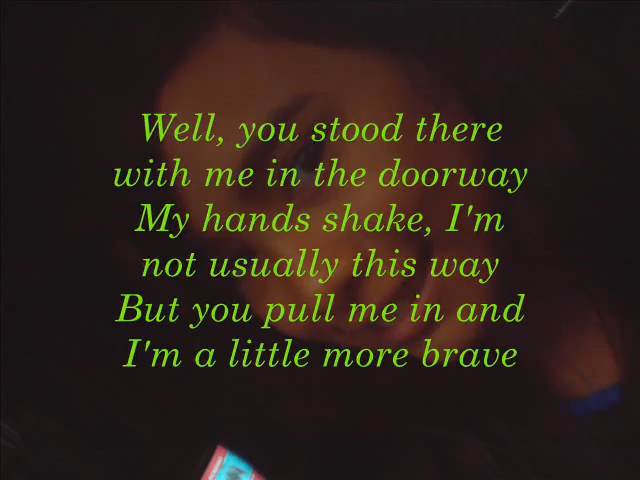 Well, you stood there
with me in the doorway
My hands shake, I'm
not usually this way
But you pull me in and
I'm a little more brave